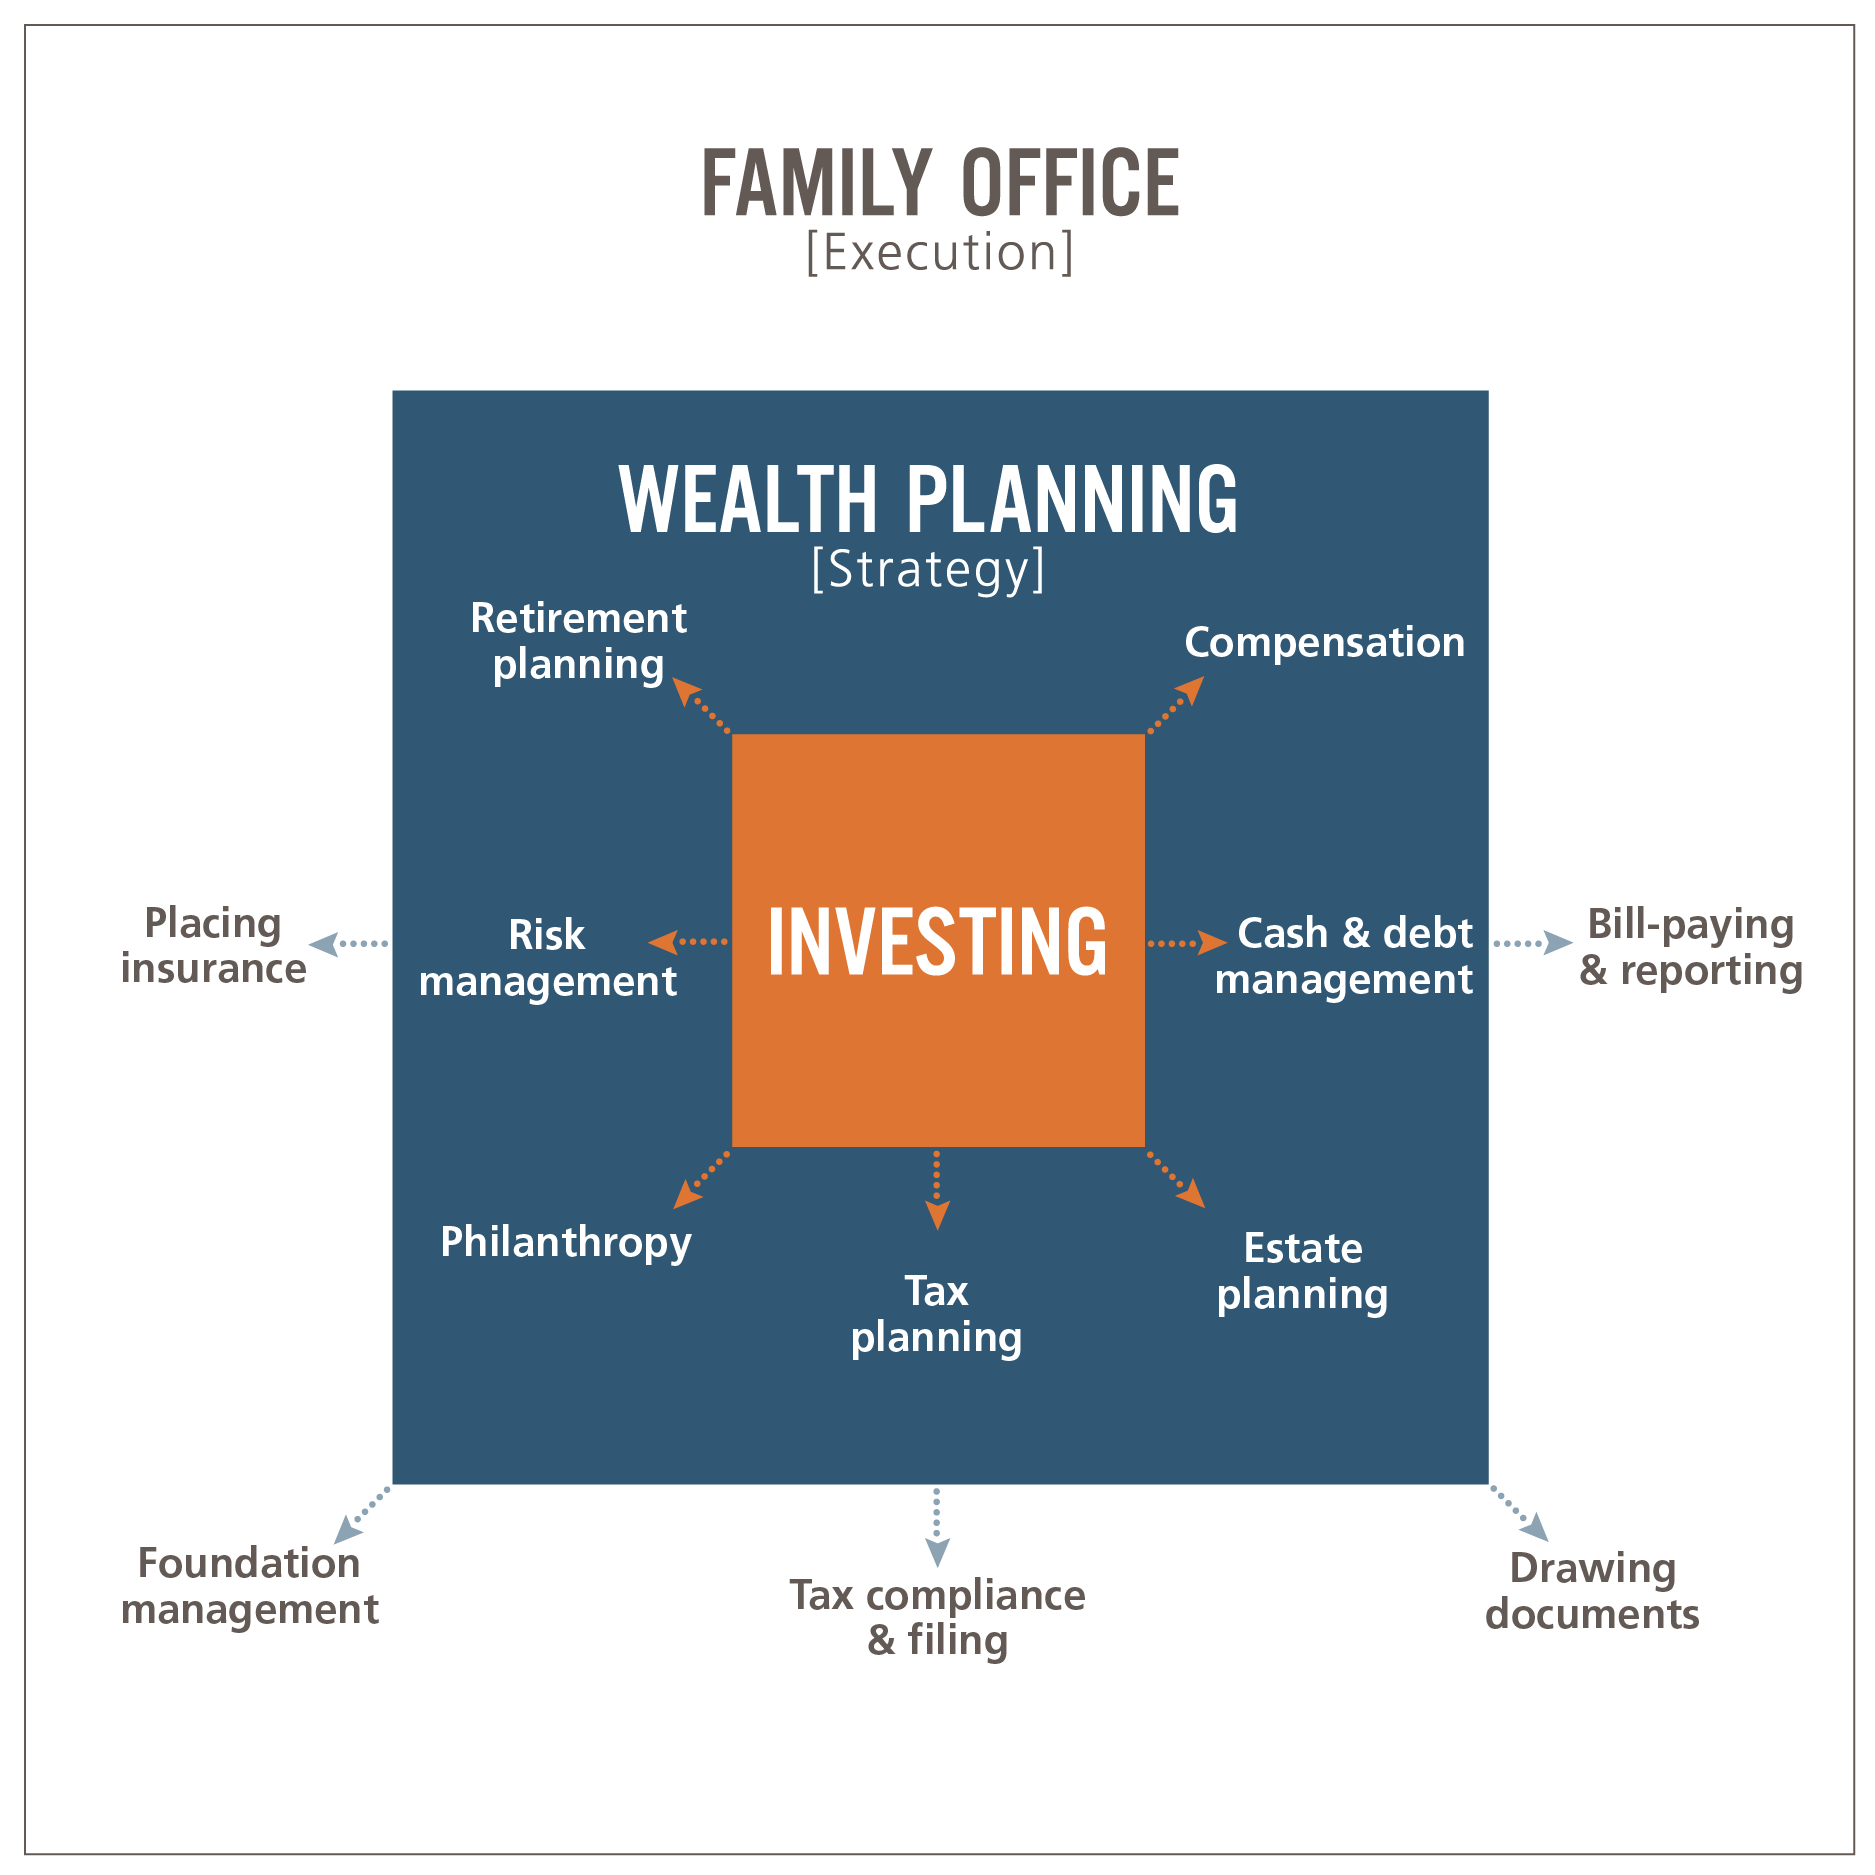 FAMILY OFFICE
[Execution]
WEALTH PLANNING
[Strategy]
Retirement
planning
Compensation
Placing
insurance
Risk
management
INVESTING
Cash & debt
management
Bill-paying
& reporting
Philanthropy
Tax
planning
Estate
planning
Foundation
management
Tax compliance
& filing
Drawing
documents